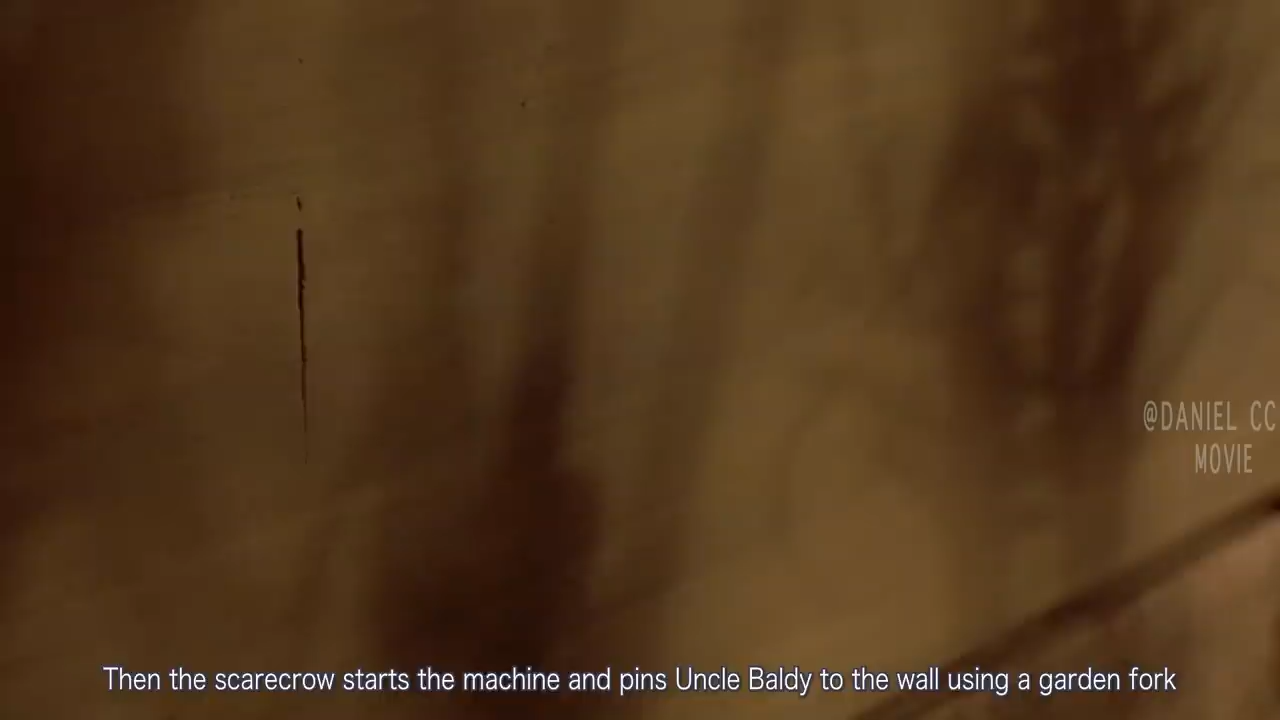 @DANIEL CC
MOVIE
Then the scarecrow starts the machine and pins Uncle Baldy to the wall using a garden fork